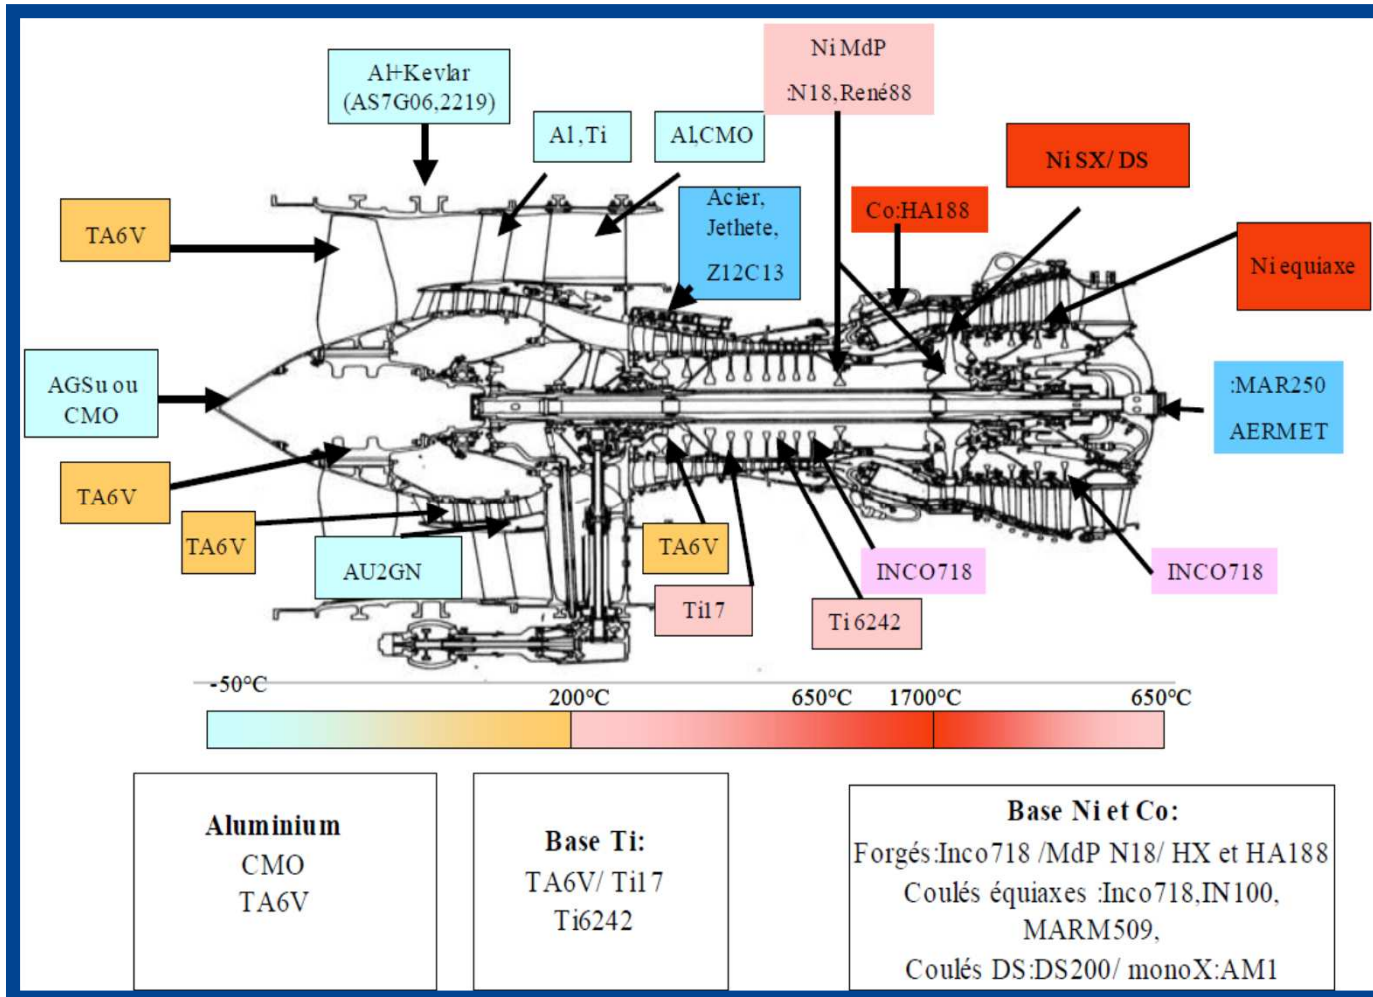 Al+Kevlar
(AS7G06,2219)
Al ,Ti
Al,CMO
Ni MdP
:N18,René88
Ni SX/ DS
Co:HA188
Acier,
Jethete,
Z12C13
TA6V
Ni equiaxe
AGSu ou
CMO
:MAR250
AERMET
TA6V
TA6V
AU2GN
TA6V
INCO718
INCO718
Ti17
Ti 6242
-50°C
200°C
650°C
1700°C
650°C
Aluminium
CMO
TA6V
Base Ti:
TA6V/ Ti17
Ti6242
Base Ni et Co:
Forgés:Inco718 /MdP N18/ HX et HA188
Coulés équiaxes :Inco718,IN100,
MARM509,
Coulés DS:DS200/ monoX:AM1